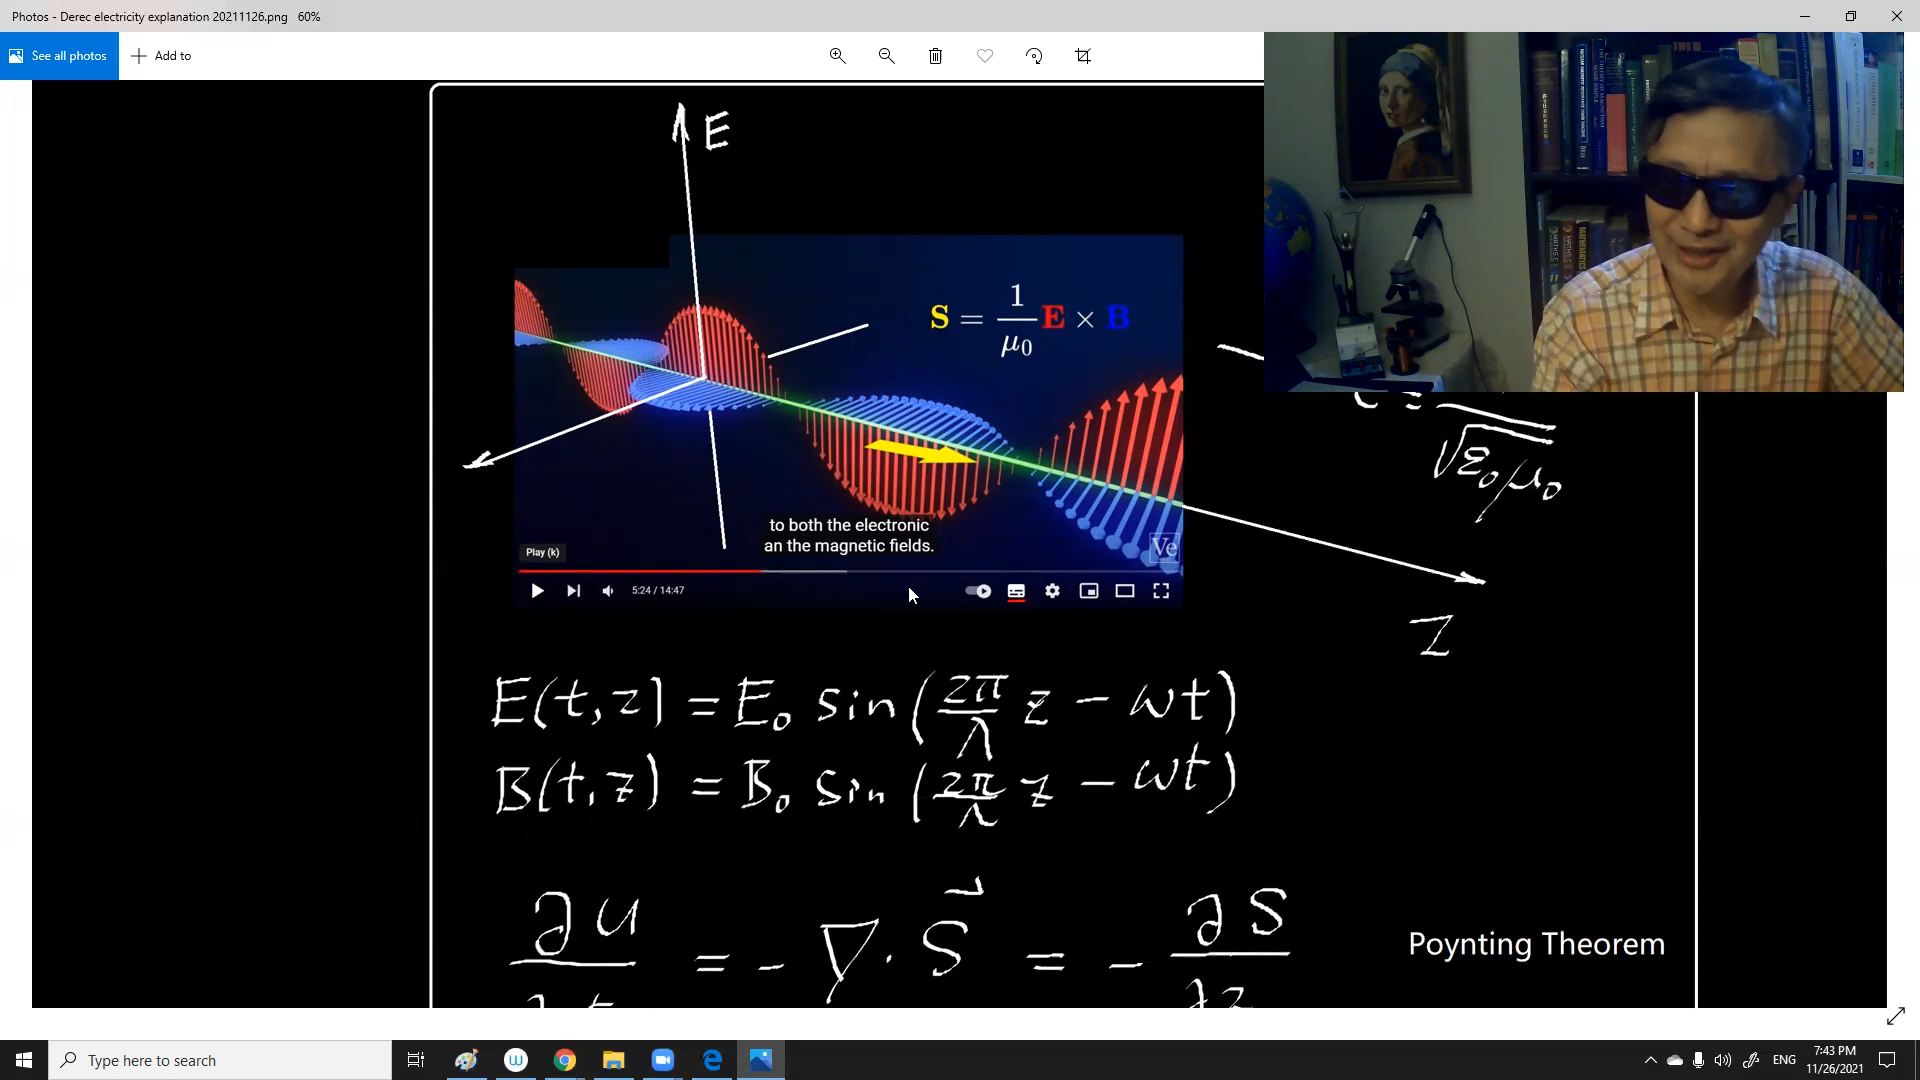 Photos - Derec electricity explanation 20211126.png 60%
See all photos
Add to
E
S = 1/μ₀ E × B
√ε₀μ₀
to both the electronic
an the magnetic fields.
Ve
Play (k)
5:24 / 14:47
Z
E(t,z) = E₀ sin(2π/λ z - ωt)
B(t,z) = B₀ sin(2π/λ z - ωt)
∂u/∂t = - ∇·S⃗ = - ∂S/∂z
Poynting Theorem
Type here to search
ENG
7:43 PM
11/26/2021